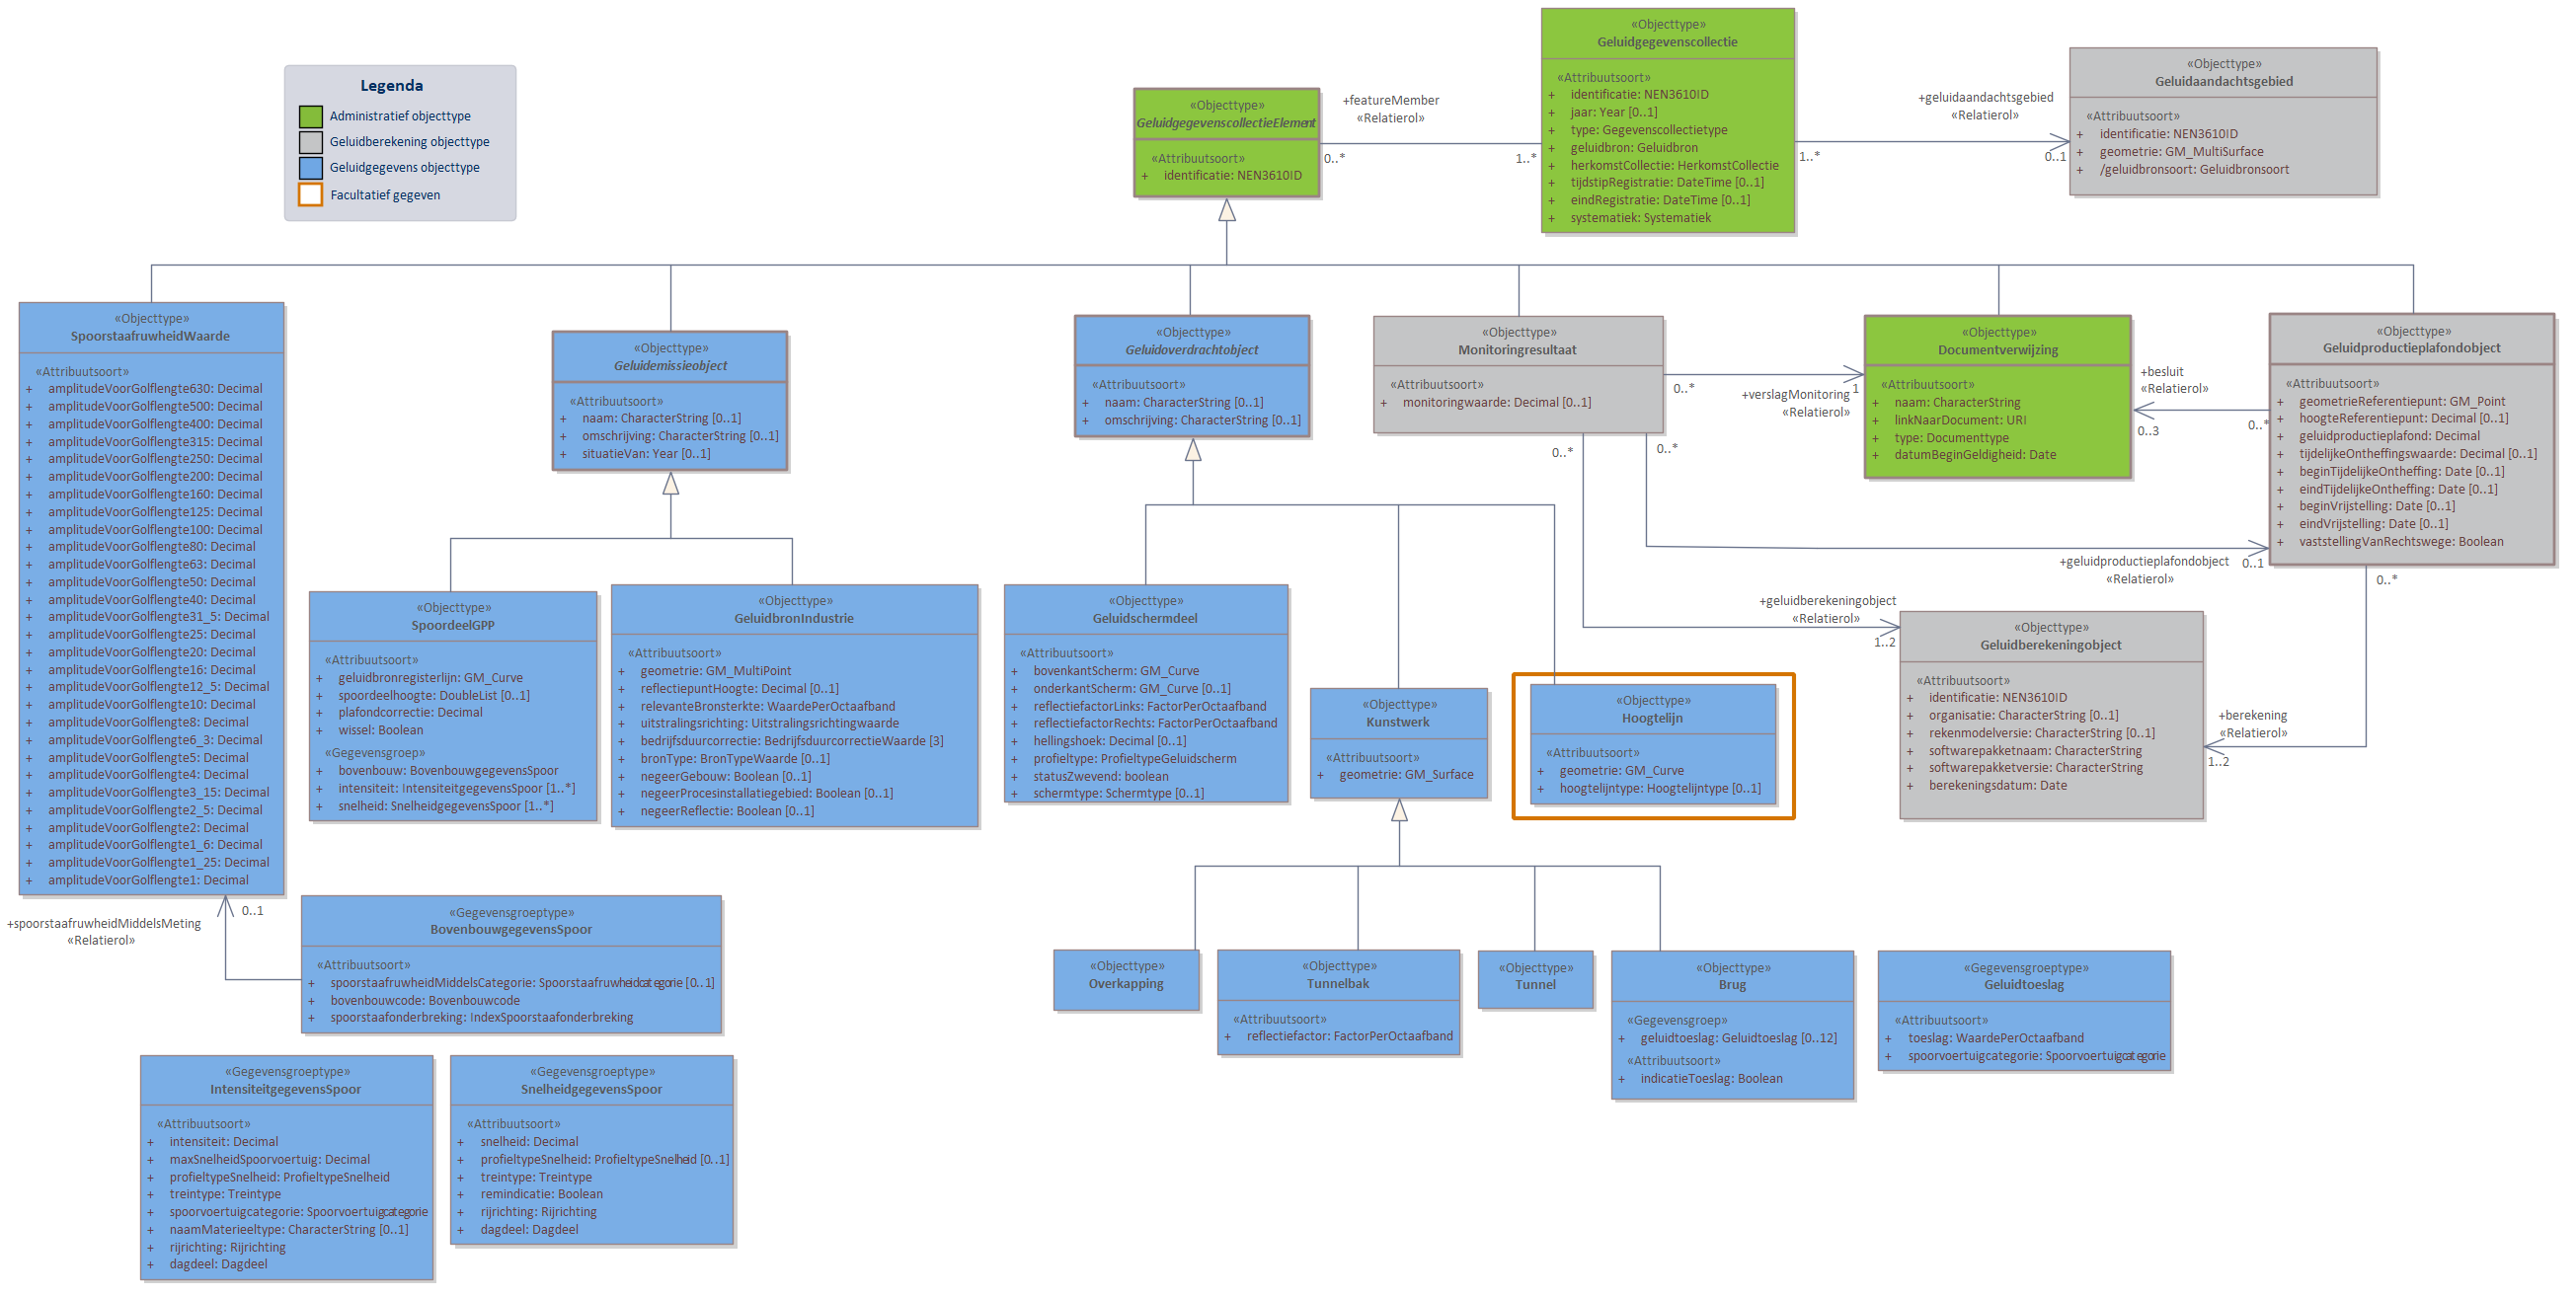 Legenda
Administratief objecttype
Geluidberekening objecttype
Geluidgegevens objecttype
Facultatief gegeven
«Objecttype»
GeluidgegevenscollectieElement
«Attribuutsoort»
+ identificatie: NEN3610ID
+featureMember
«Relatierol»
0..*
1..*
«Objecttype»
Geluidgegevenscollectie
«Attribuutsoort»
+ identificatie: NEN3610ID
+ jaar: Year [0..1]
+ type: Gegevenscollectietype
+ geluidbron: Geluidbron
+ herkomstCollectie: HerkomstCollectie
+ tijdstipRegistratie: DateTime [0..1]
+ eindRegistratie: DateTime [0..1]
+ systematiek: Systematiek
+geluidaandachtsgebied
«Relatierol»
1..*
0..1
«Objecttype»
Geluidaandachtsgebied
«Attribuutsoort»
+ identificatie: NEN3610ID
+ geometrie: GM_MultiSurface
+ /geluidbronsoort: Geluidbronsoort
«Objecttype»
SpoorstaafruwheidWaarde
«Attribuutsoort»
+ amplitudeVoorGolflengte630: Decimal
+ amplitudeVoorGolflengte500: Decimal
+ amplitudeVoorGolflengte400: Decimal
+ amplitudeVoorGolflengte315: Decimal
+ amplitudeVoorGolflengte250: Decimal
+ amplitudeVoorGolflengte200: Decimal
+ amplitudeVoorGolflengte160: Decimal
+ amplitudeVoorGolflengte125: Decimal
+ amplitudeVoorGolflengte100: Decimal
+ amplitudeVoorGolflengte80: Decimal
+ amplitudeVoorGolflengte63: Decimal
+ amplitudeVoorGolflengte50: Decimal
+ amplitudeVoorGolflengte40: Decimal
+ amplitudeVoorGolflengte31_5: Decimal
+ amplitudeVoorGolflengte25: Decimal
+ amplitudeVoorGolflengte20: Decimal
+ amplitudeVoorGolflengte16: Decimal
+ amplitudeVoorGolflengte12_5: Decimal
+ amplitudeVoorGolflengte10: Decimal
+ amplitudeVoorGolflengte8: Decimal
+ amplitudeVoorGolflengte6_3: Decimal
+ amplitudeVoorGolflengte5: Decimal
+ amplitudeVoorGolflengte4: Decimal
+ amplitudeVoorGolflengte3_15: Decimal
+ amplitudeVoorGolflengte2_5: Decimal
+ amplitudeVoorGolflengte2: Decimal
+ amplitudeVoorGolflengte1_6: Decimal
+ amplitudeVoorGolflengte1_25: Decimal
+ amplitudeVoorGolflengte1: Decimal
«Objecttype»
Geluidemissieobject
«Attribuutsoort»
+ naam: CharacterString [0..1]
+ omschrijving: CharacterString [0..1]
+ situatieVan: Year [0..1]
«Objecttype»
Geluidoverdrachtobject
«Attribuutsoort»
+ naam: CharacterString [0..1]
+ omschrijving: CharacterString [0..1]
«Objecttype»
Monitoringresultaat
«Attribuutsoort»
+ monitoringwaarde: Decimal [0..1]
0..*
+verslagMonitoring
«Relatierol»
1
«Objecttype»
Documentverwijzing
«Attribuutsoort»
+ naam: CharacterString
+ linkNaarDocument: URI
+ type: Documenttype
+ datumBeginGeldigheid: Date
+besluit
«Relatierol»
0..3
0..*
«Objecttype»
Geluidproductieplafondobject
«Attribuutsoort»
+ geometrieReferentiepunt: GM_Point
+ hoogteReferentiepunt: Decimal [0..1]
+ geluidproductieplafond: Decimal
+ tijdelijkeOntheffingswaarde: Decimal [0..1]
+ beginTijdelijkeOntheffing: Date [0..1]
+ eindTijdelijkeOntheffing: Date [0..1]
+ beginVrijstelling: Date [0..1]
+ eindVrijstelling: Date [0..1]
+ vaststellingVanRechtswege: Boolean
0..*
0..*
+geluidproductieplafondobject
«Relatierol»
0..1
0..*
+geluidberekeningobject
«Relatierol»
1..2
«Objecttype»
SpoordeelGPP
«Attribuutsoort»
+ geluidbronregisterlijn: GM_Curve
+ spoordeelhoogte: DoubleList [0..1]
+ plafondcorrectie: Decimal
+ wissel: Boolean
«Gegevensgroep»
+ bovenbouw: BovenbouwgegevensSpoor
+ intensiteit: IntensiteitgegevensSpoor [1..*]
+ snelheid: SnelheidgegevensSpoor [1..*]
«Objecttype»
GeluidbronIndustrie
«Attribuutsoort»
+ geometrie: GM_MultiPoint
+ reflectiepuntHoogte: Decimal [0..1]
+ relevanteBronsterkte: WaardePerOctaafband
+ uitstralingsrichting: Uitstralingsrichtingwaarde
+ bedrijfsduurcorrectie: BedrijfsduurcorrectieWaarde [3]
+ bronType: BronTypeWaarde [0..1]
+ negeerGebouw: Boolean [0..1]
+ negeerProcesinstallatiegebied: Boolean [0..1]
+ negeerReflectie: Boolean [0..1]
«Objecttype»
Geluidschermdeel
«Attribuutsoort»
+ bovenkantScherm: GM_Curve
+ onderkantScherm: GM_Curve [0..1]
+ reflectiefactorLinks: FactorPerOctaafband
+ reflectiefactorRechts: FactorPerOctaafband
+ hellingshoek: Decimal [0..1]
+ profieltype: ProfieltypeGeluidscherm
+ statusZwevend: boolean
+ schermtype: Schermtype [0..1]
«Objecttype»
Kunstwerk
«Attribuutsoort»
+ geometrie: GM_Surface
«Objecttype»
Hoogtelijn
«Attribuutsoort»
+ geometrie: GM_Curve
+ hoogtelijntype: Hoogtelijntype [0..1]
«Objecttype»
Geluidberekeningobject
«Attribuutsoort»
+ identificatie: NEN3610ID
+ organisatie: CharacterString [0..1]
+ rekenmodelversie: CharacterString [0..1]
+ softwarepakketnaam: CharacterString
+ softwarepakketversie: CharacterString
+ berekeningsdatum: Date
+berekening
«Relatierol»
1..2
0..1
+spoorstaafruwheidMiddelsMeting
«Relatierol»
«Gegevensgroeptype»
BovenbouwgegevensSpoor
«Attribuutsoort»
+ spoorstaafruwheidMiddelsCategorie: Spoorstaafruwheidcategorie [0..1]
+ bovenbouwcode: Bovenbouwcode
+ spoorstaafonderbreking: IndexSpoorstaafonderbreking
«Objecttype»
Overkapping
«Objecttype»
Tunnelbak
«Attribuutsoort»
+ reflectiefactor: FactorPerOctaafband
«Objecttype»
Tunnel
«Objecttype»
Brug
«Gegevensgroep»
+ geluidtoeslag: Geluidtoeslag [0..12]
«Attribuutsoort»
+ indicatieToeslag: Boolean
«Gegevensgroeptype»
Geluidtoeslag
«Attribuutsoort»
+ toeslag: WaardePerOctaafband
+ spoorvoertuigcategorie: Spoorvoertuigcategorie
«Gegevensgroeptype»
IntensiteitgegevensSpoor
«Attribuutsoort»
+ intensiteit: Decimal
+ maxSnelheidSpoorvoertuig: Decimal
+ profieltypeSnelheid: ProfieltypeSnelheid
+ treintype: Treintype
+ spoorvoertuigcategorie: Spoorvoertuigcategorie
+ naamMaterieeltype: CharacterString [0..1]
+ rijrichting: Rijrichting
+ dagdeel: Dagdeel
«Gegevensgroeptype»
SnelheidgegevensSpoor
«Attribuutsoort»
+ snelheid: Decimal
+ profieltypeSnelheid: ProfieltypeSnelheid [0..1]
+ treintype: Treintype
+ remindicatie: Boolean
+ rijrichting: Rijrichting
+ dagdeel: Dagdeel